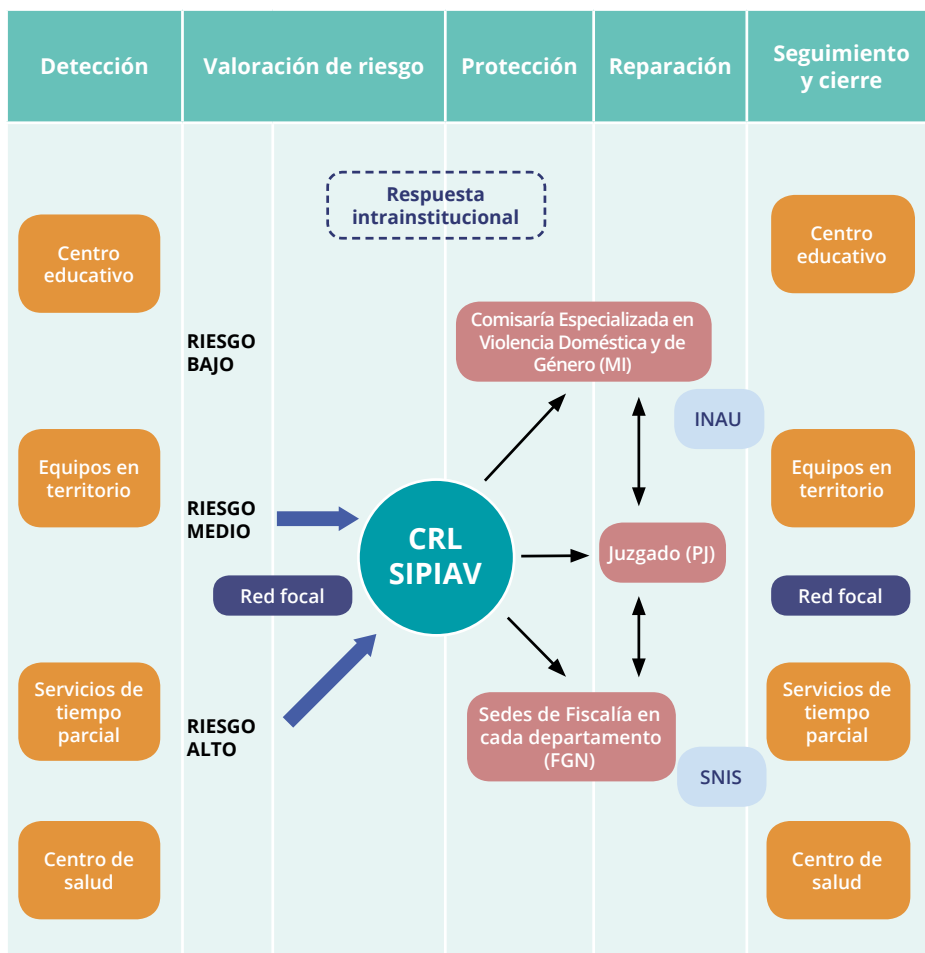 Detección
Valoración de riesgo
Protección
Reparación
Seguimiento
y cierre
Respuesta
intrainstitucional
Centro
educativo
Centro
educativo
RIESGO
BAJO
Comisaría Especializada en
Violencia Doméstica y de
Género (MI)
INAU
Equipos en
territorio
Equipos en
territorio
RIESGO
MEDIO
CRL
SIPIAV
Juzgado (PJ)
Red focal
Red focal
Servicios de
tiempo
parcial
Servicios de
tiempo
parcial
RIESGO
ALTO
Sedes de Fiscalía en
cada departamento
(FGN)
SNIS
Centro de
salud
Centro de
salud